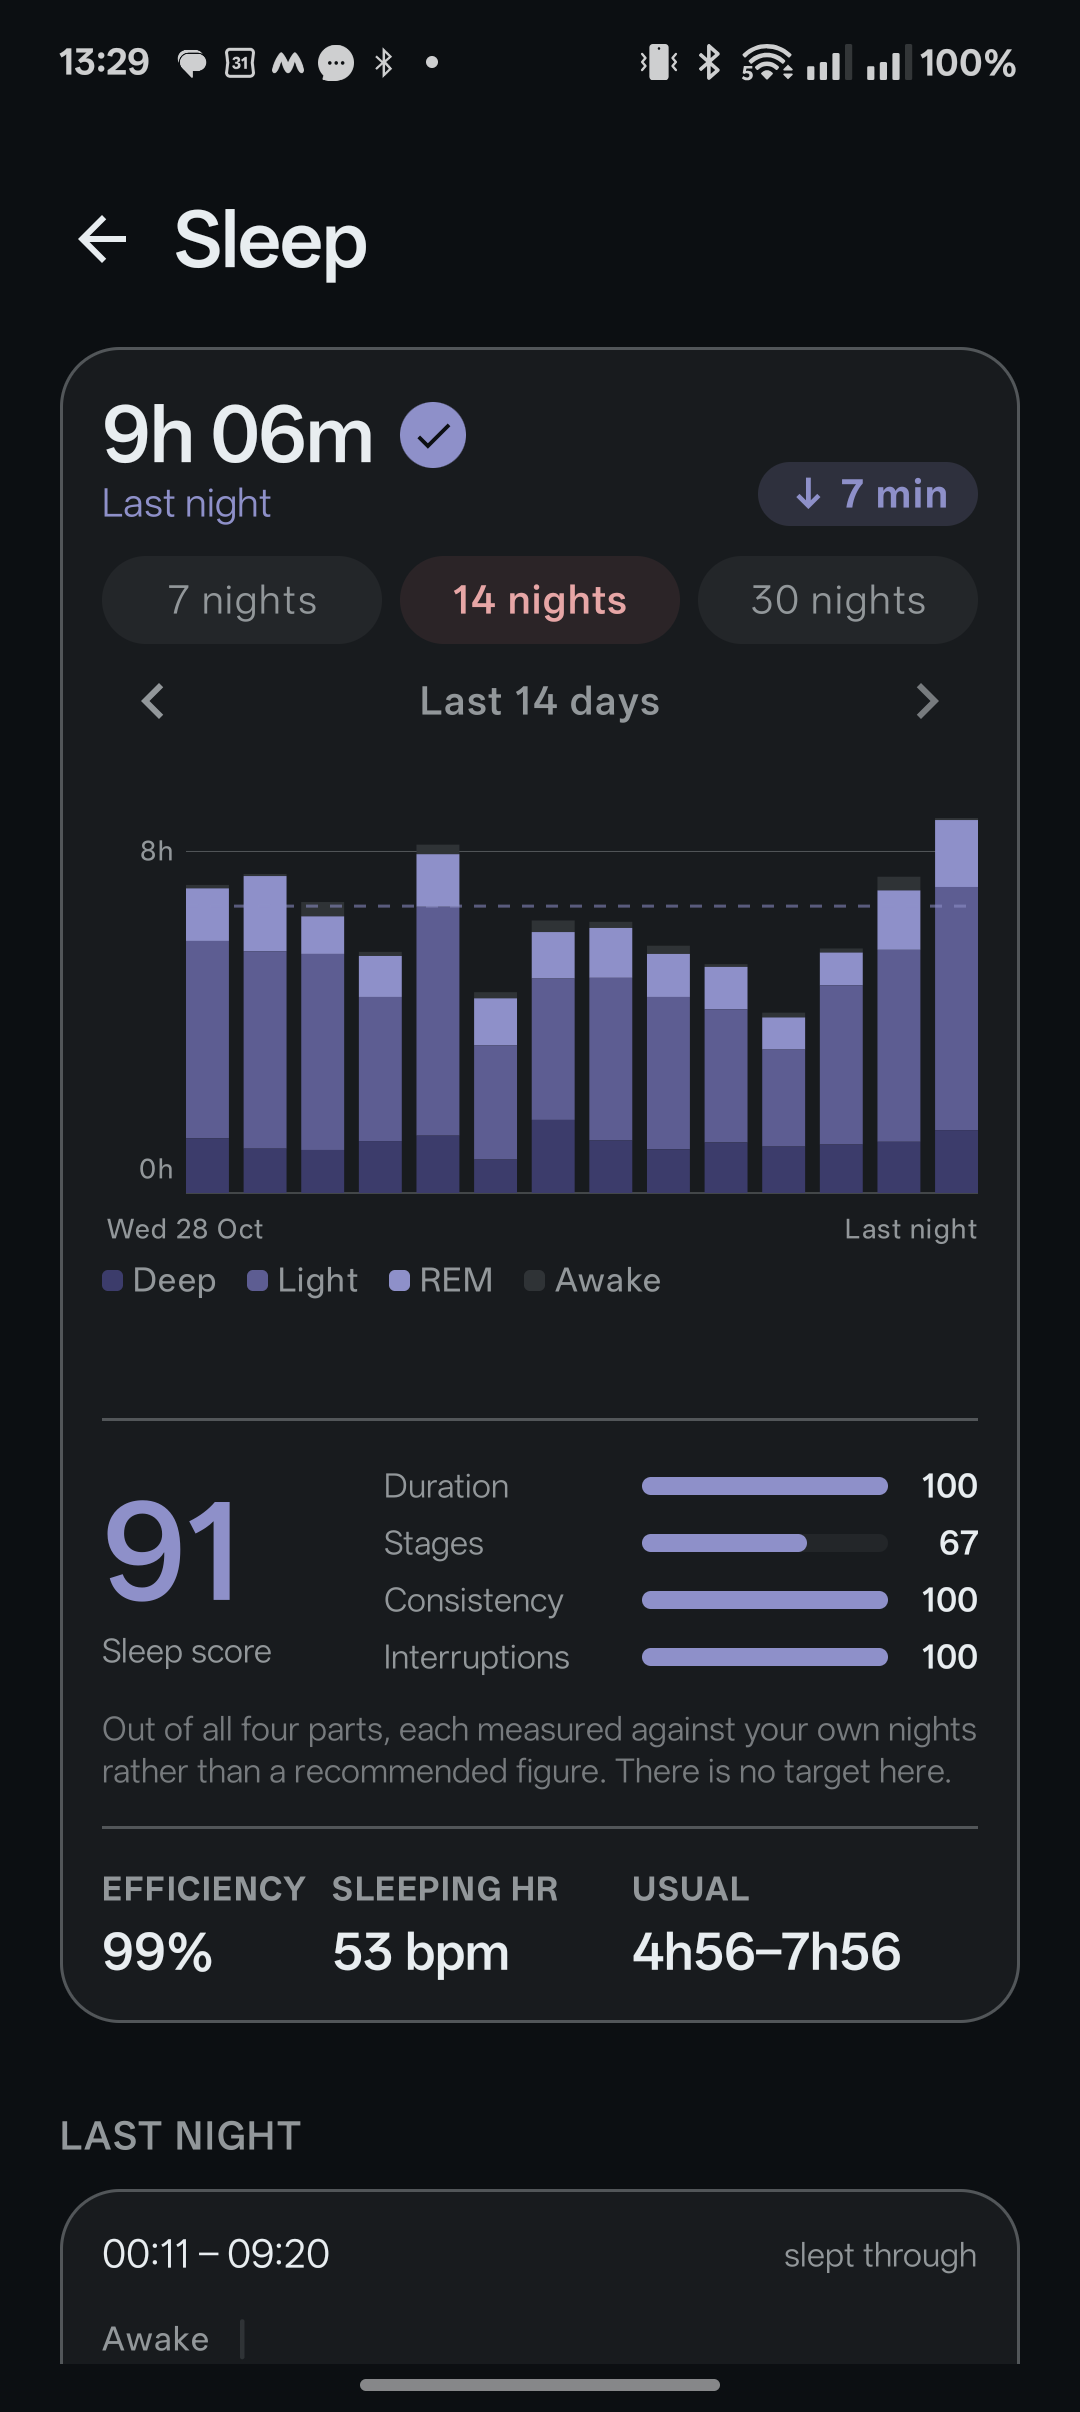 13:29
31
5
100%
Sleep
9h 06m
Last night
↓ 7 min
7 nights
14 nights
30 nights
Last 14 days
8h
0h
Wed 28 Oct
Last night
Deep
Light
REM
Awake
91
Sleep score
Duration 100
Stages 67
Consistency 100
Interruptions 100
Out of all four parts, each measured against your own nights
rather than a recommended figure. There is no target here.
EFFICIENCY SLEEPING HR USUAL
99% 53 bpm 4h56–7h56
LAST NIGHT
00:11 – 09:20 slept through
Awake